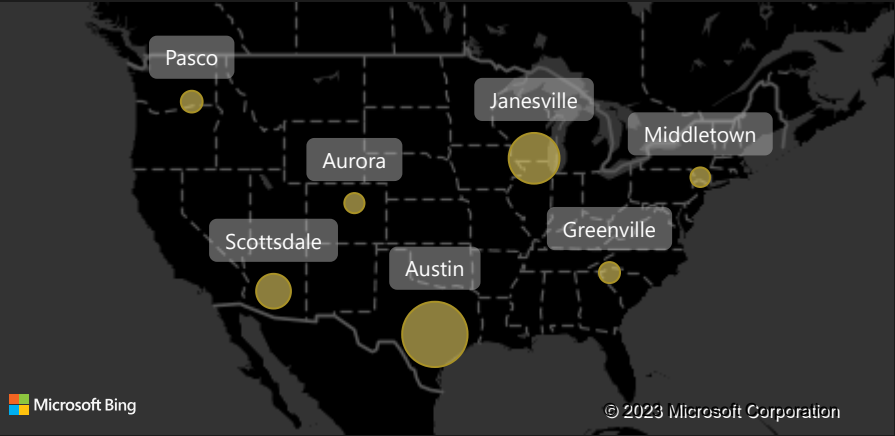 Pasco
Janesville
Middletown
Aurora
Greenville
Scottsdale
Austin
Microsoft Bing
© 2023 Microsoft Corporation